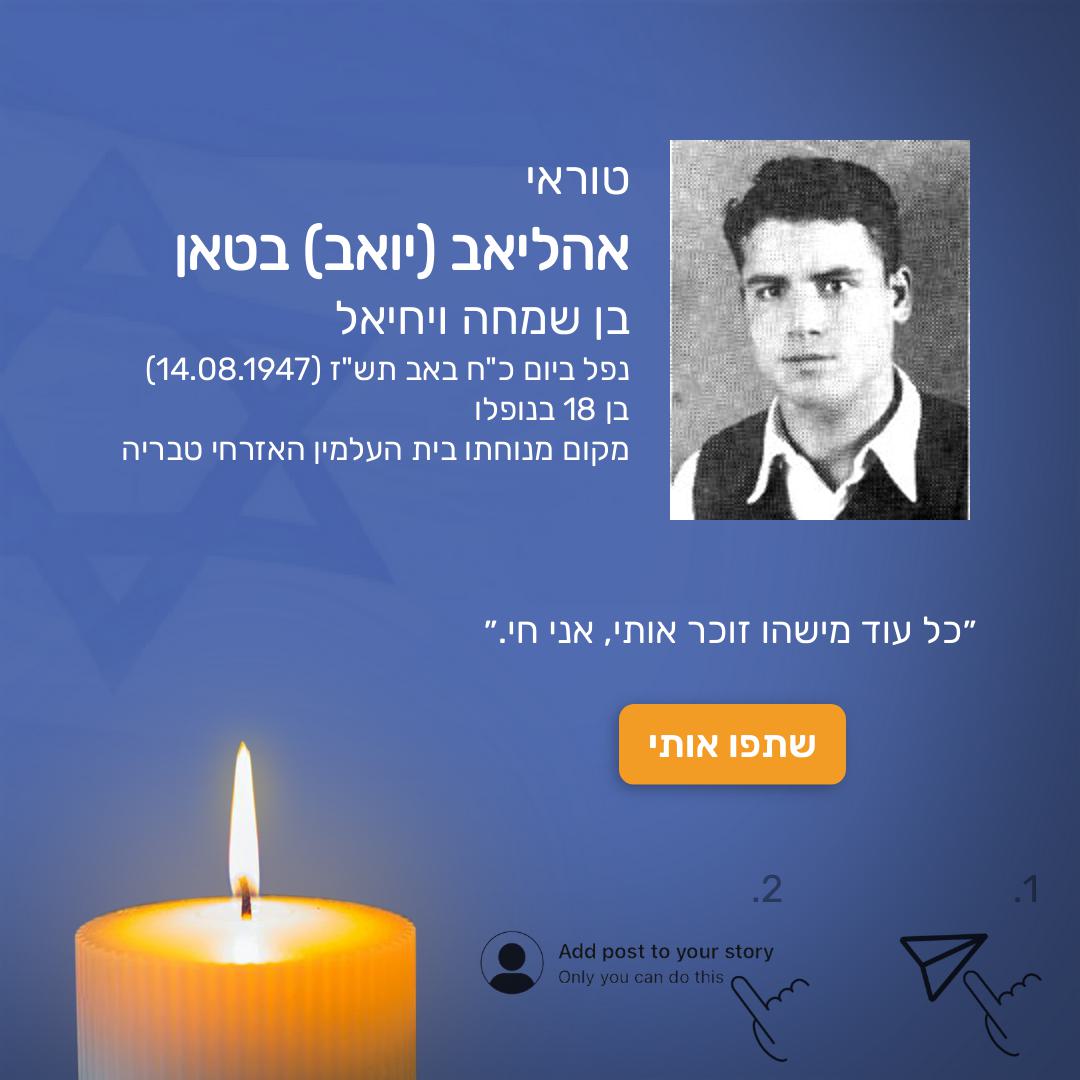 טוראי
אהליאב (יואב) בטאן
בן שמחה ויחיאל
נפל ביום כ"ח באב תש"ז (14.08.1947)
בן 18 בנופלו
מקום מנוחתו בית העלמין האזרחי טבריה
״כל עוד מישהו זוכר אותי, אני חי.״
שתפו אותי
1.
2.
Add post to your story
Only you can do this